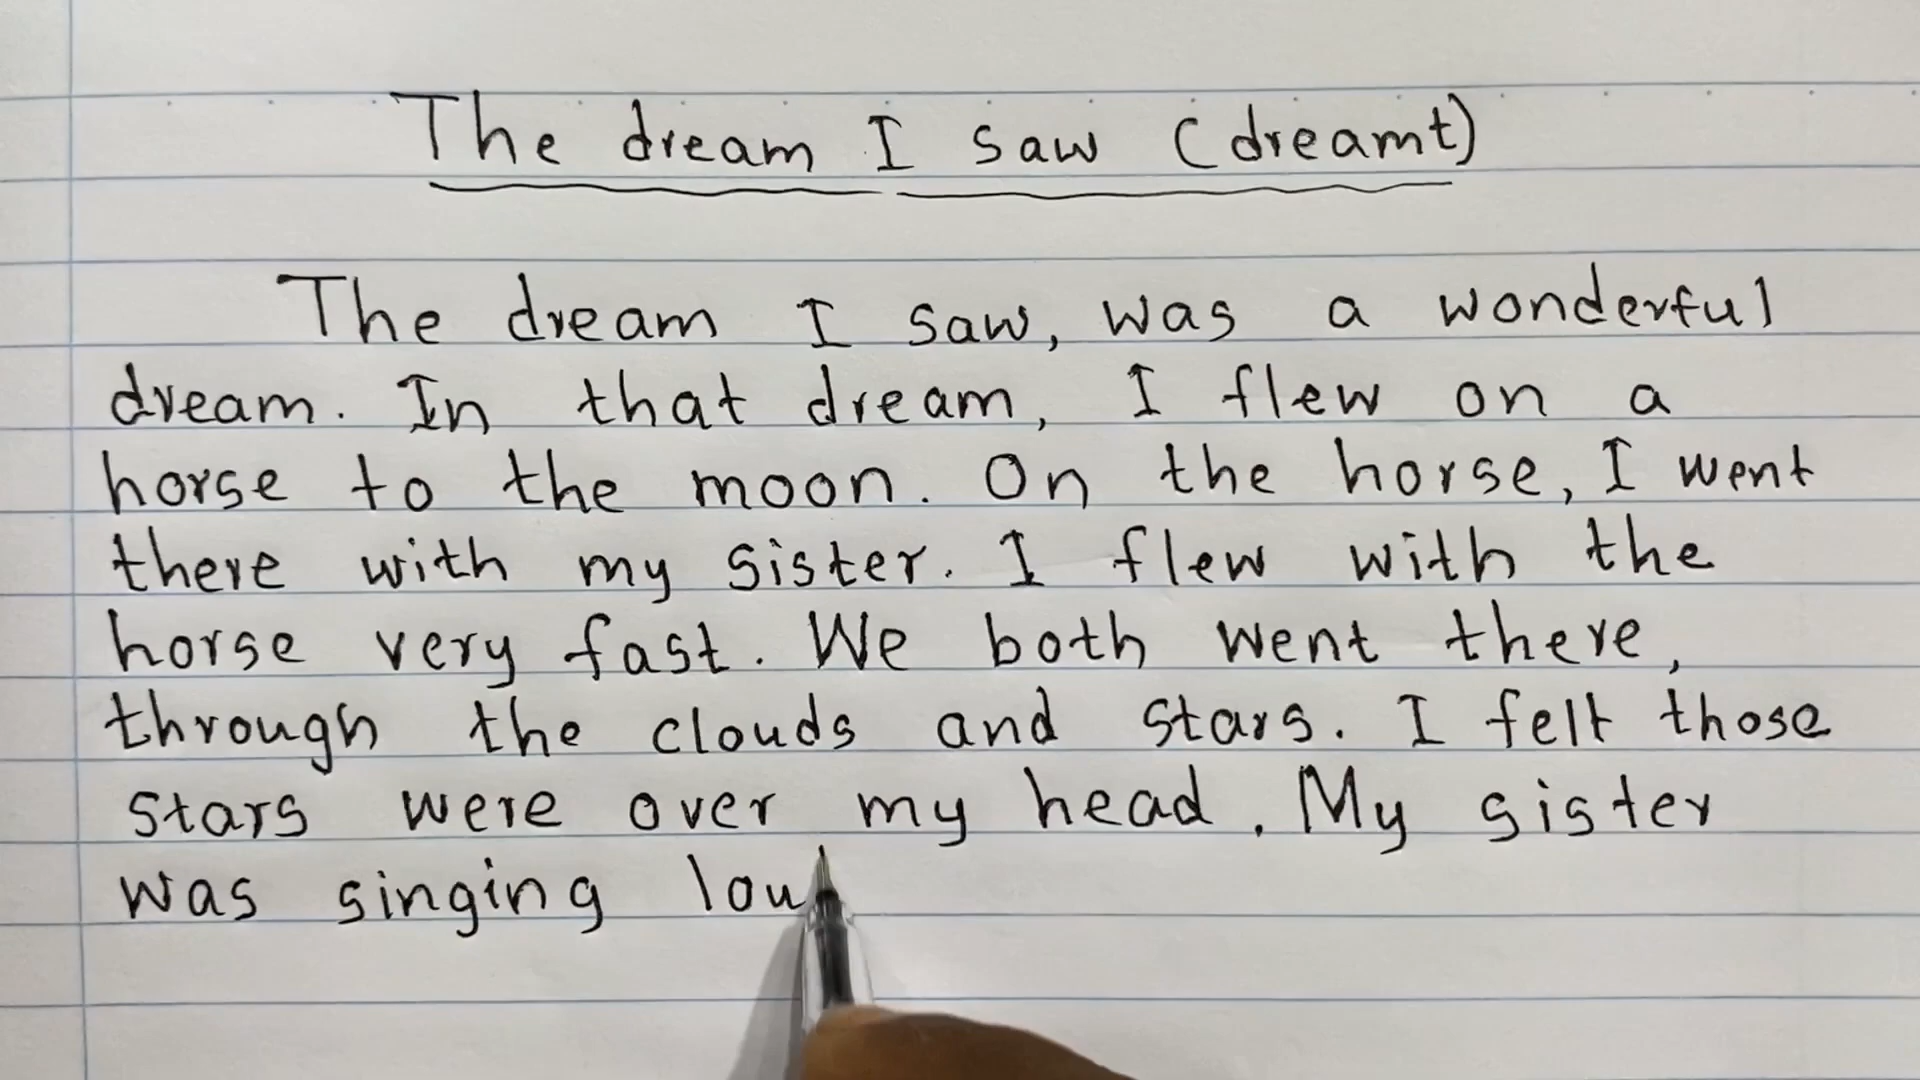 The dream I saw (dreamt)
The dream I saw, was a wonderful
dream. In that dream, I flew on a
horse to the moon. On the horse, I went
there with my sister. I flew with the
horse very fast. We both went there,
through the clouds and stars. I felt those
stars were over my head. My sister
was singing lou